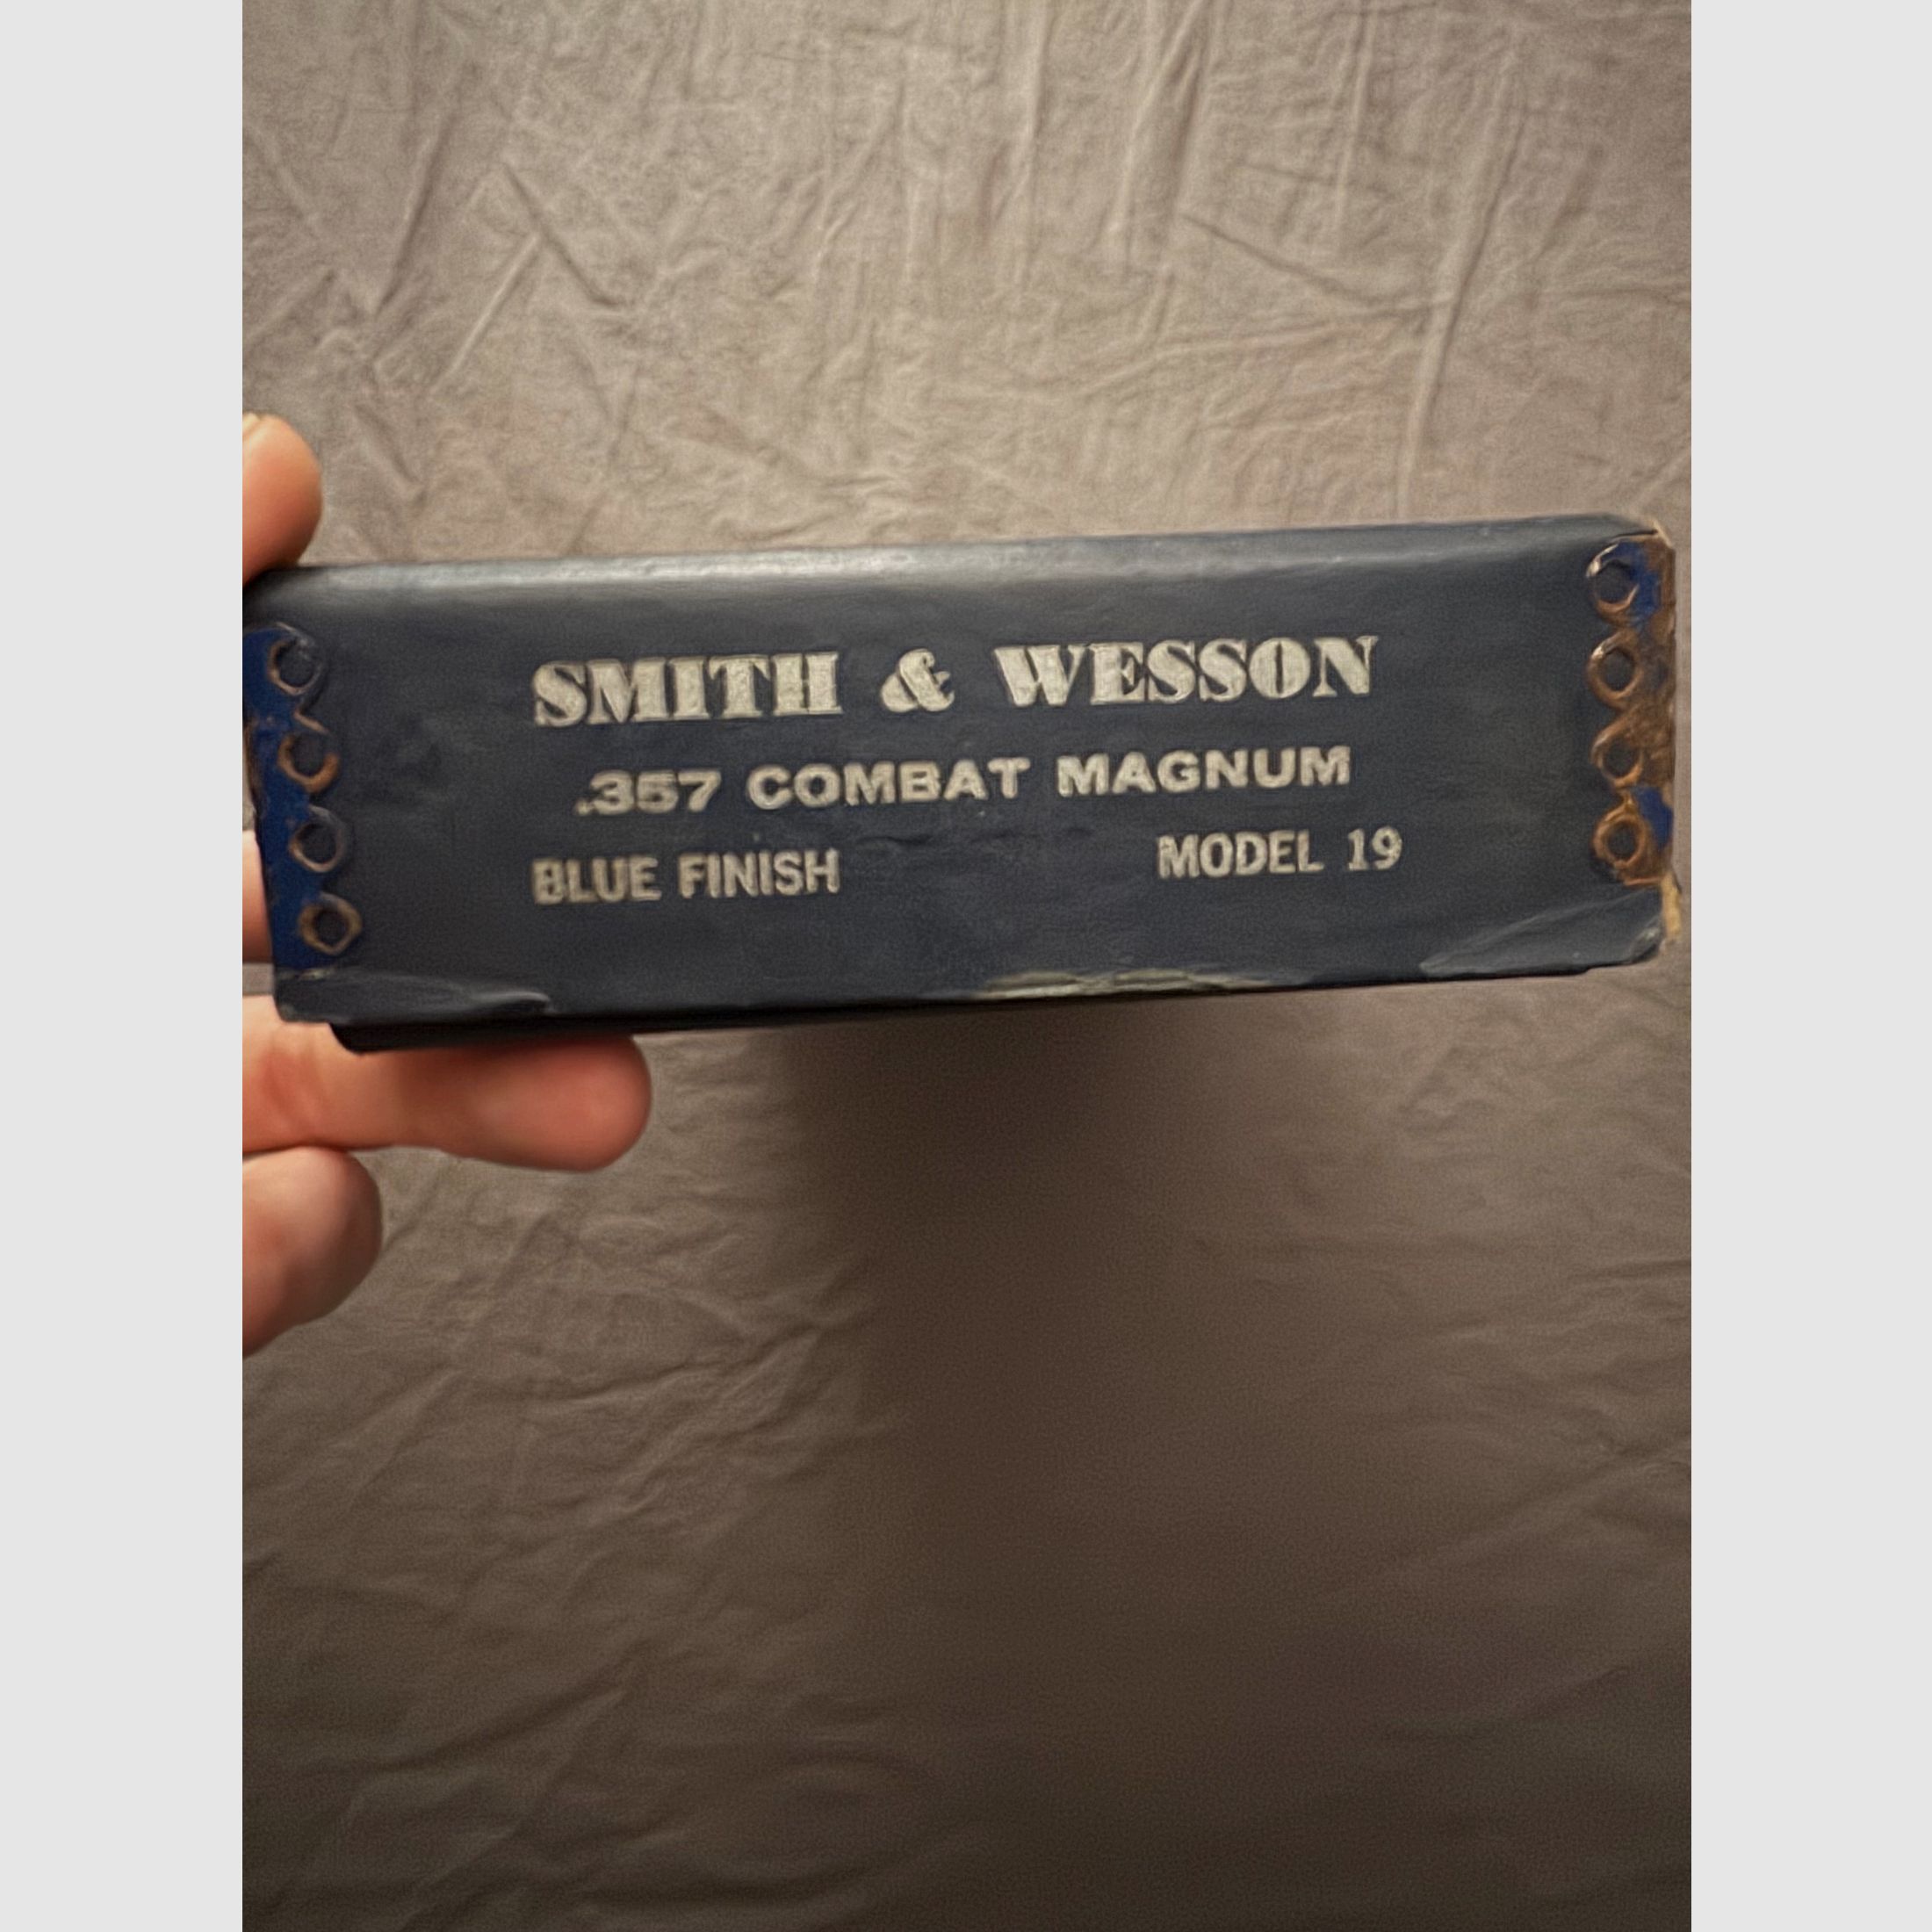 SMITH & WESSON
.357 COMBAT MAGNUM
BLUE FINISH MODEL 19